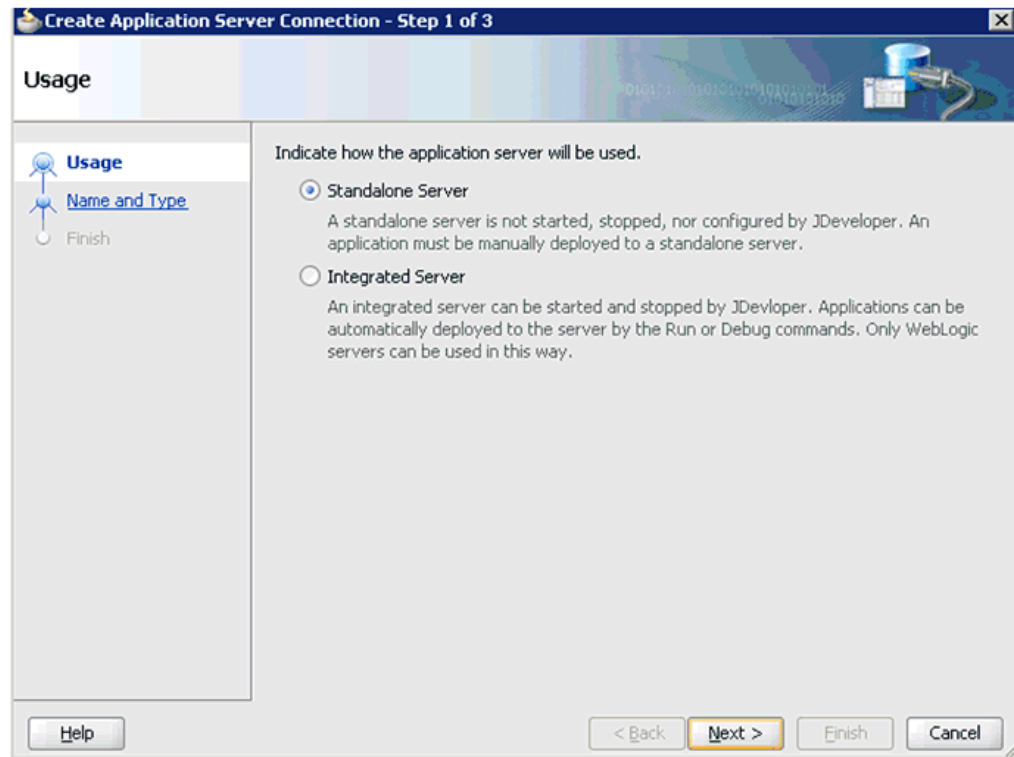 Create Application Server Connection - Step 1 of 3
Usage
Usage
Name and Type
Finish
Indicate how the application server will be used.
Standalone Server
A standalone server is not started, stopped, nor configured by JDeveloper. An
application must be manually deployed to a standalone server.
Integrated Server
An integrated server can be started and stopped by JDevloper. Applications can be
automatically deployed to the server by the Run or Debug commands. Only WebLogic
servers can be used in this way.
Help
< Back
Next >
Finish
Cancel